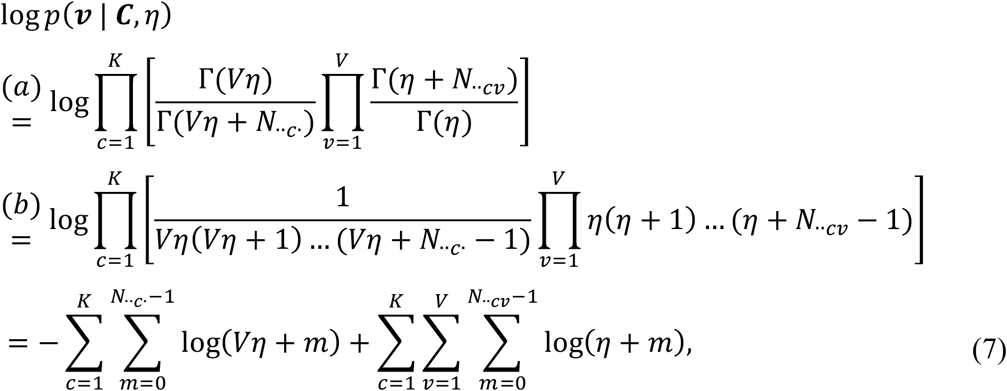 log p(𝒗 | 𝑪, η)
(a)= log ∏_{c=1}^{K} [ Γ(Vη) / Γ(Vη + N_{··c·}) ∏_{v=1}^{V} Γ(η + N_{··cv}) / Γ(η) ]
(b)= log ∏_{c=1}^{K} [ 1 / Vη(Vη + 1) … (Vη + N_{··c·} − 1) ∏_{v=1}^{V} η(η + 1) … (η + N_{··cv} − 1) ]
= − ∑_{c=1}^{K} ∑_{m=0}^{N_{··c·}−1} log(Vη + m) + ∑_{c=1}^{K} ∑_{v=1}^{V} ∑_{m=0}^{N_{··cv}−1} log(η + m), (7)